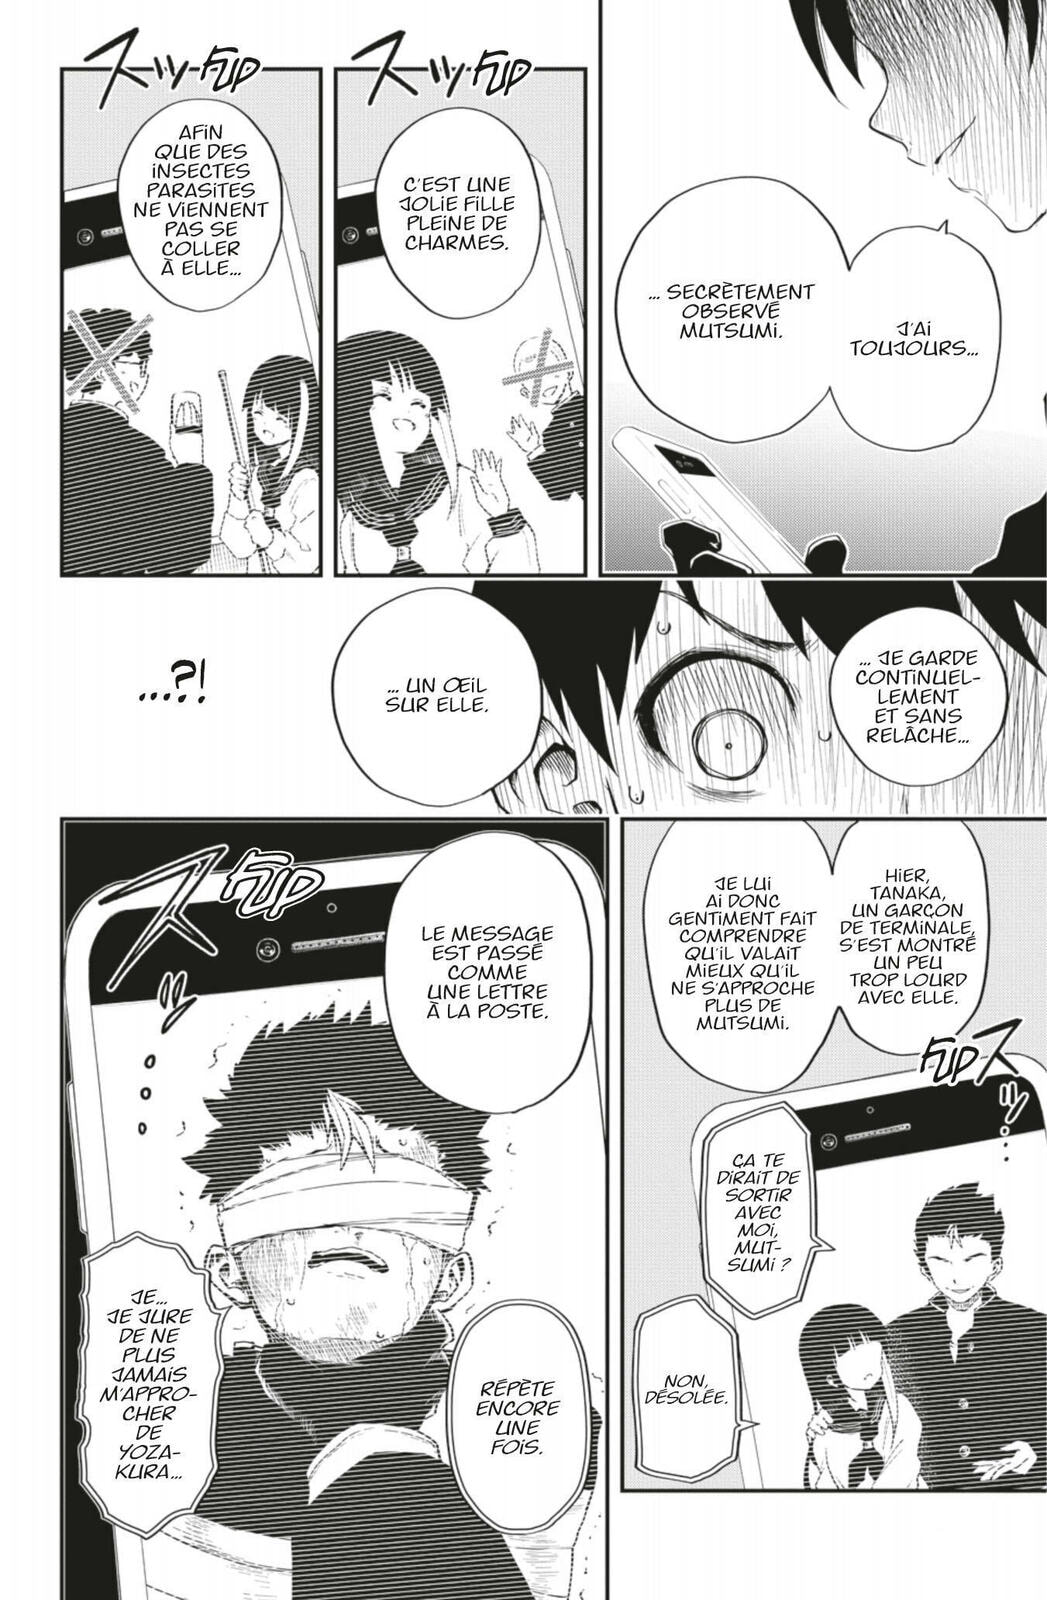 J'AI
TOUJOURS...
... SECRÈTEMENT
OBSERVÉ
MUTSUMI.
スッ FUP
C'EST UNE
JOLIE FILLE
PLEINE DE
CHARMES.
スッ FUP
AFIN
QUE DES
INSECTES
PARASITES
NE VIENNENT
PAS SE
COLLER
À ELLE...
... JE GARDE
CONTINUEL-
LEMENT
ET SANS
RELÂCHE...
... UN ŒIL
SUR ELLE.
...?!
HIER,
TANAKA,
UN GARÇON
DE TERMINALE,
S'EST MONTRÉ
UN PEU
TROP LOURD
AVEC ELLE.
JE LUI
AI DONC
GENTIMENT FAIT
COMPRENDRE
QU'IL VALAIT
MIEUX QU'IL
NE S'APPROCHE
PLUS DE
MUTSUMI.
FUP スッ...
ÇA TE
DIRAIT DE
SORTIR
AVEC
MOI,
MUT-
SUMI ?
NON,
DÉSOLÉE.
スッ... FUP
LE MESSAGE
EST PASSÉ
COMME
UNE LETTRE
À LA POSTE.
RÉPÈTE
ENCORE
UNE
FOIS.
JE...
JE JURE
DE NE
PLUS
JAMAIS
M'APPRO-
CHER
DE
YOZA-
KURA...